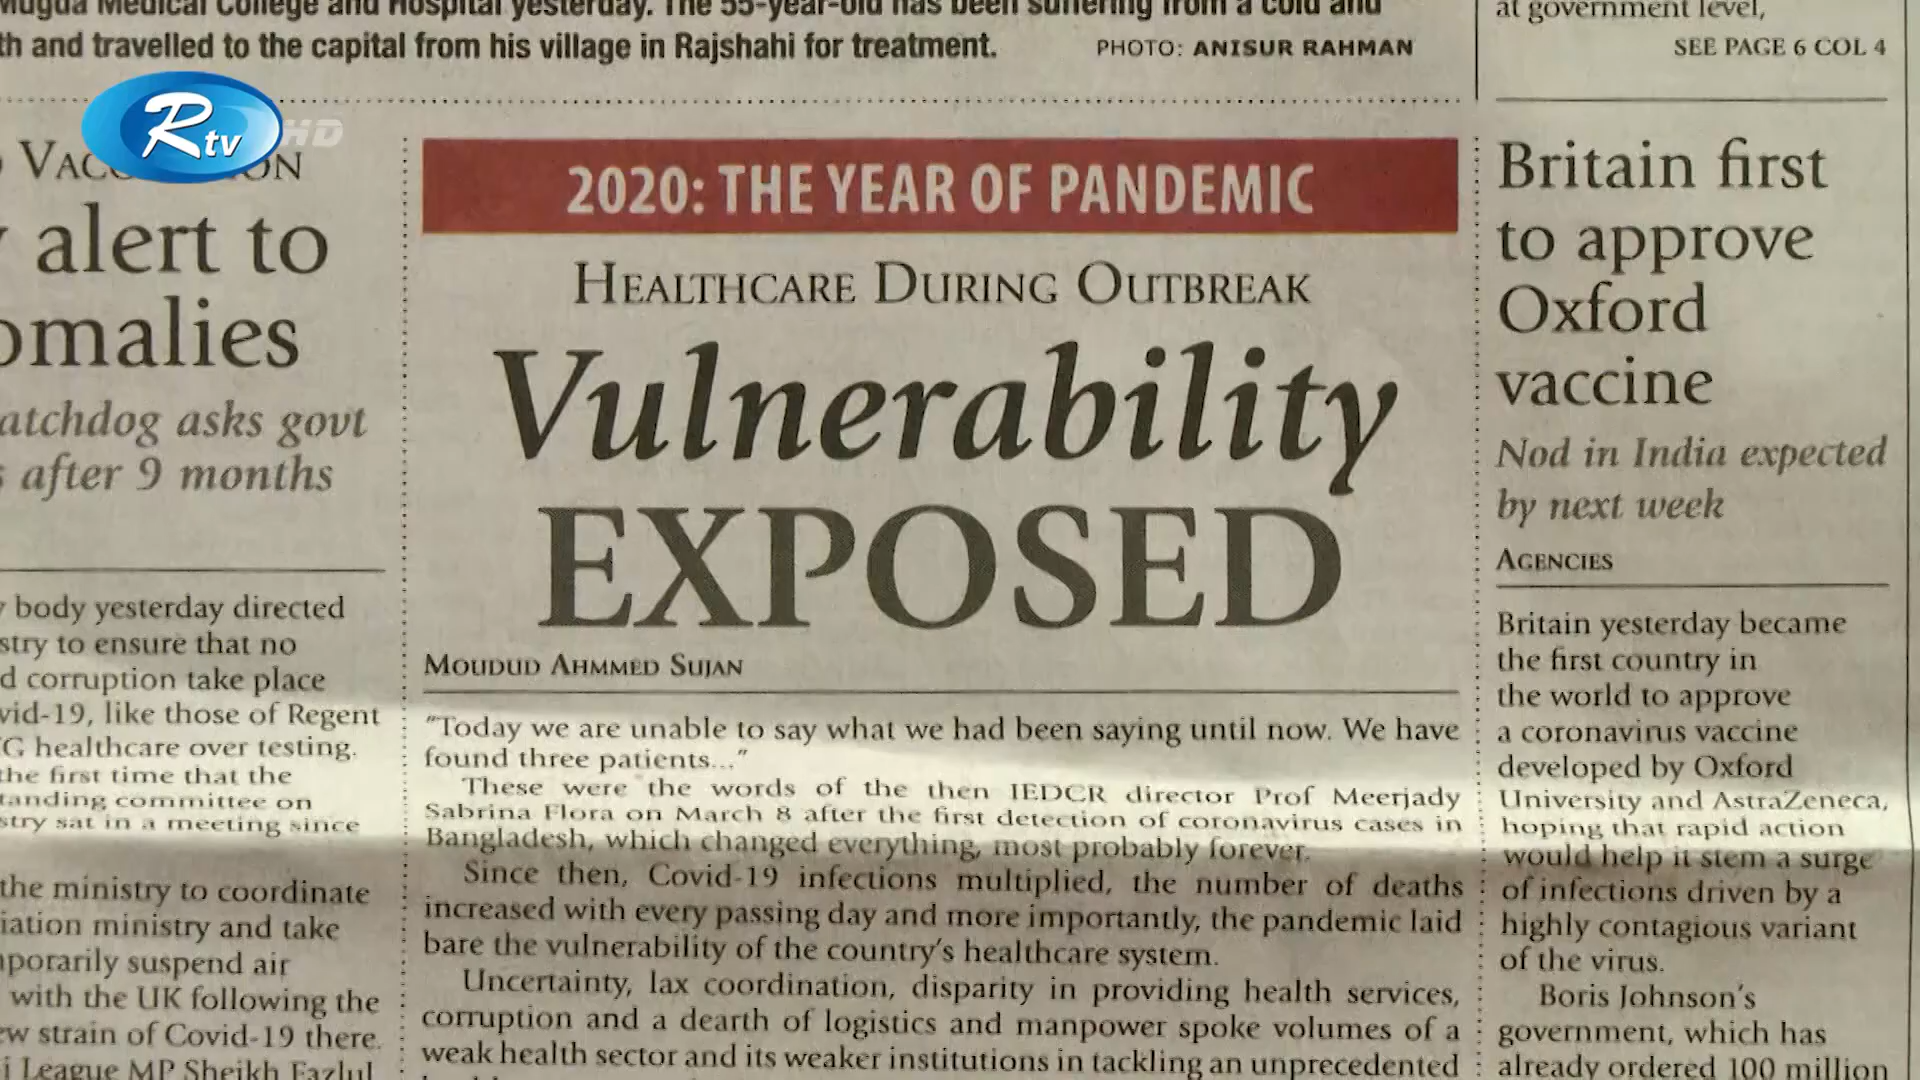 Mugda Medical College and Hospital yesterday. The 55-year-old has been suffering from a cold and
th and travelled to the capital from his village in Rajshahi for treatment.
PHOTO: ANISUR RAHMAN
at government level,
SEE PAGE 6 COL 4
Rtv HD
alert to
omalies
atchdog asks govt
s after 9 months
y body yesterday directed
stry to ensure that no
d corruption take place
vid-19, like those of Regent
G healthcare over testing.
the first time that the
tanding committee on
stry sat in a meeting since
the ministry to coordinate
iation ministry and take
nporarily suspend air
with the UK following the
ew strain of Covid-19 there.
i League MP Sheikh Fazlul
2020: THE YEAR OF PANDEMIC
HEALTHCARE DURING OUTBREAK
Vulnerability
EXPOSED
MOUDUD AHMMED SUJAN
"Today we are unable to say what we had been saying until now. We have
found three patients..."
These were the words of the then IEDCR director Prof Meerjady
Sabrina Flora on March 8 after the first detection of coronavirus cases in
Bangladesh, which changed everything, most probably forever.
Since then, Covid-19 infections multiplied, the number of deaths
increased with every passing day and more importantly, the pandemic laid
bare the vulnerability of the country's healthcare system.
Uncertainty, lax coordination, disparity in providing health services,
corruption and a dearth of logistics and manpower spoke volumes of a
weak health sector and its weaker institutions in tackling an unprecedented
Britain first
to approve
Oxford
vaccine
Nod in India expected
by next week
AGENCIES
Britain yesterday became
the first country in
the world to approve
a coronavirus vaccine
developed by Oxford
University and AstraZeneca,
hoping that rapid action
would help it stem a surge
of infections driven by a
highly contagious variant
of the virus.
Boris Johnson's
government, which has
already ordered 100 million